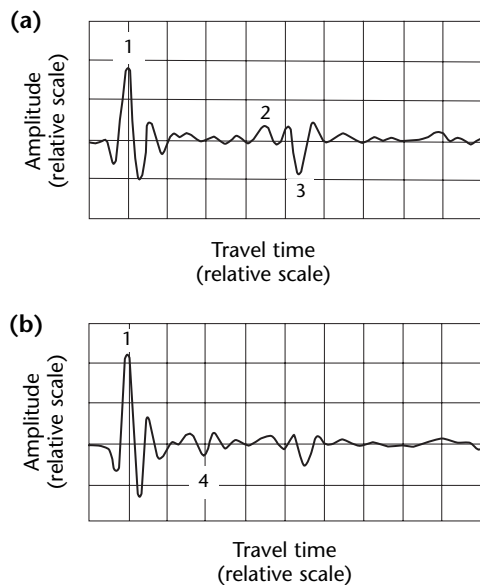 (a)
Amplitude
(relative scale)
1
2
3
Travel time
(relative scale)
(b)
Amplitude
(relative scale)
1
4
Travel time
(relative scale)